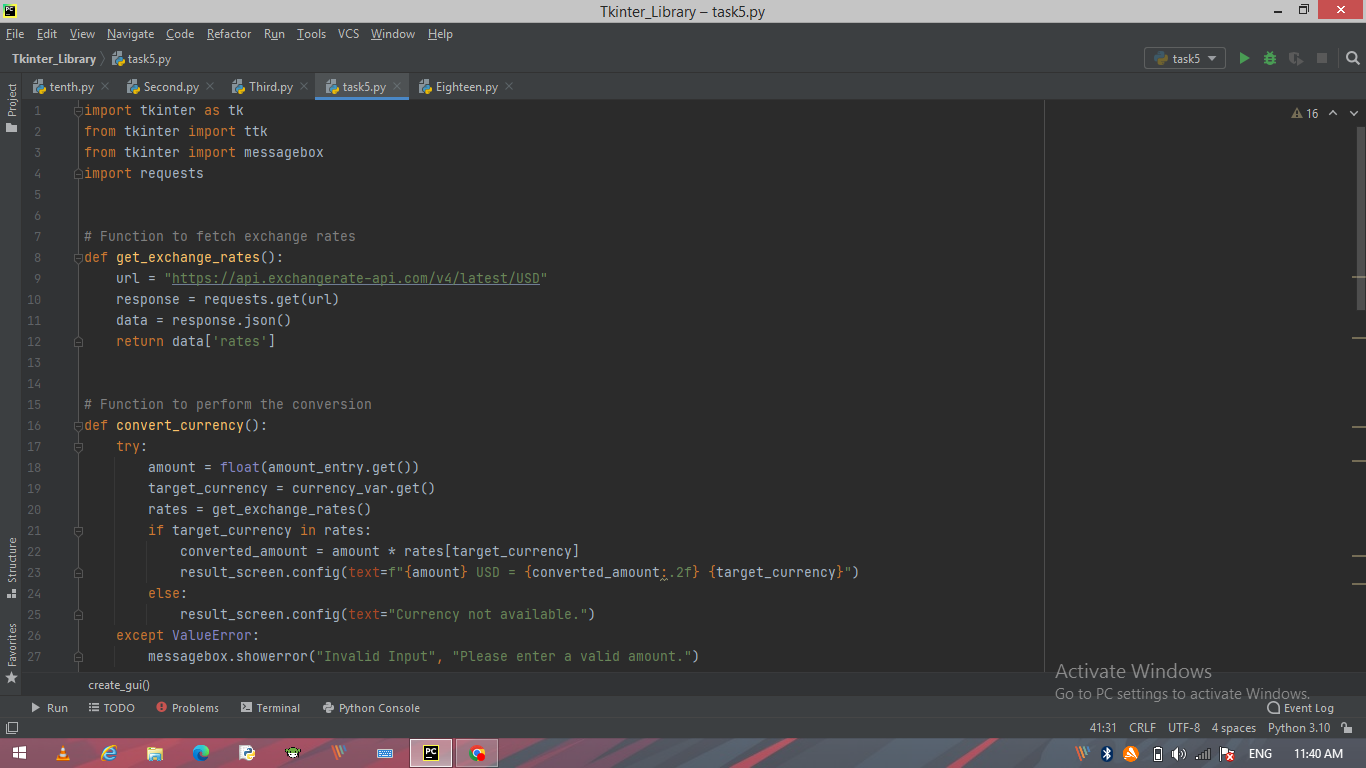 Tkinter_Library – task5.py
File Edit View Navigate Code Refactor Run Tools VCS Window Help
Tkinter_Library task5.py
task5
tenth.py Second.py Third.py task5.py Eighteen.py
Project
Structure
Favorites
16
1 import tkinter as tk
2 from tkinter import ttk
3 from tkinter import messagebox
4 import requests
5
6
7 # Function to fetch exchange rates
8 def get_exchange_rates():
9 url = "https://api.exchangerate-api.com/v4/latest/USD"
10 response = requests.get(url)
11 data = response.json()
12 return data['rates']
13
14
15 # Function to perform the conversion
16 def convert_currency():
17 try:
18 amount = float(amount_entry.get())
19 target_currency = currency_var.get()
20 rates = get_exchange_rates()
21 if target_currency in rates:
22 converted_amount = amount * rates[target_currency]
23 result_screen.config(text=f"{amount} USD = {converted_amount:.2f} {target_currency}")
24 else:
25 result_screen.config(text="Currency not available.")
26 except ValueError:
27 messagebox.showerror("Invalid Input", "Please enter a valid amount.")
create_gui()
Activate Windows
Go to PC settings to activate Windows.
Run TODO Problems Terminal Python Console Event Log
41:31 CRLF UTF-8 4 spaces Python 3.10
PC
ENG 11:40 AM